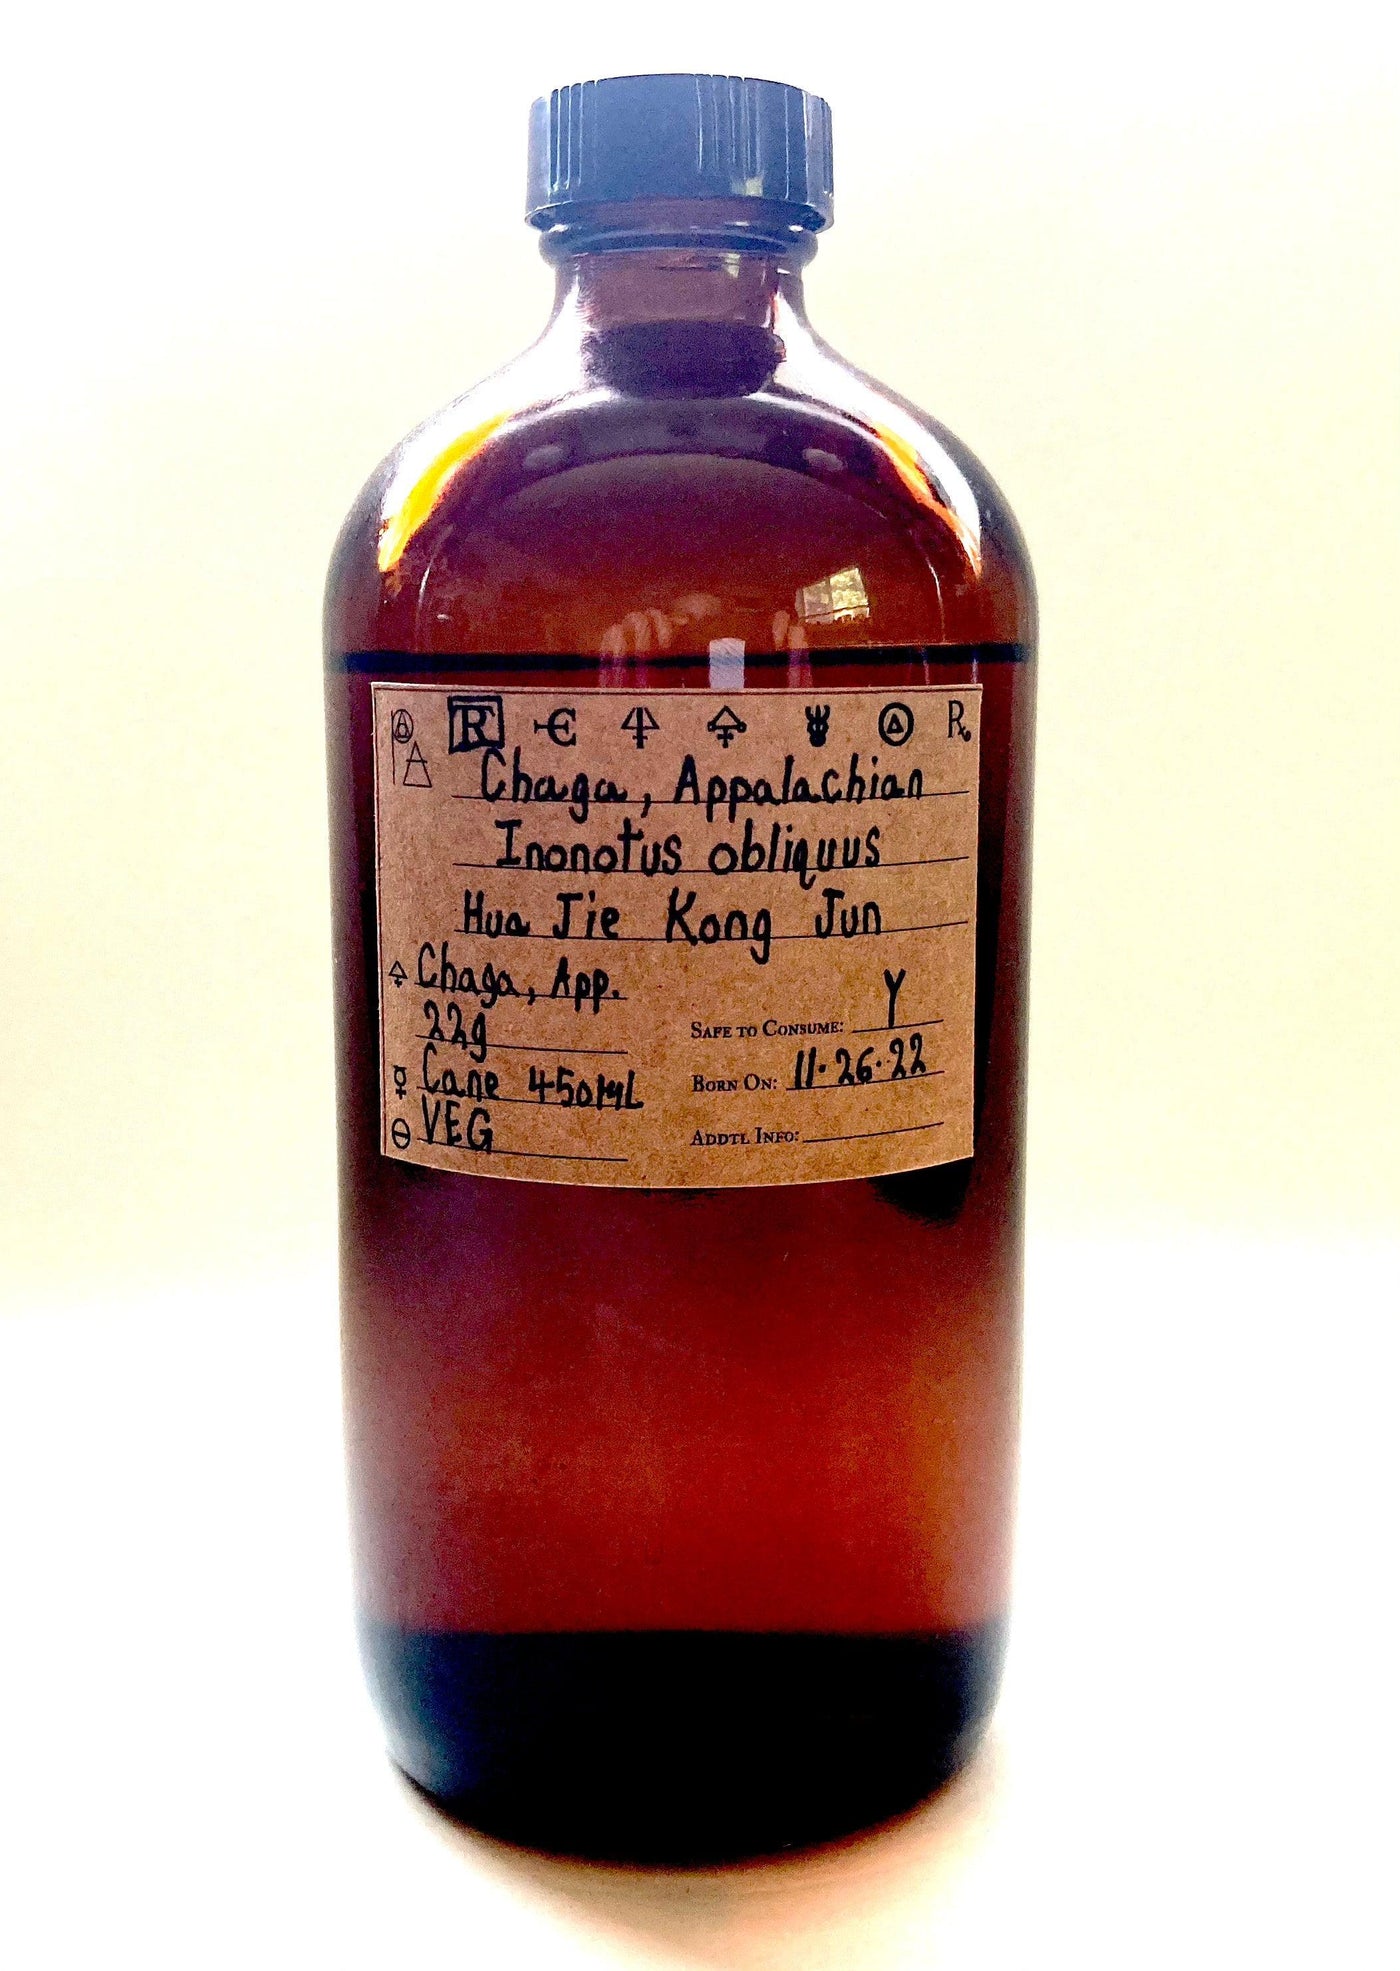 R
Rx
Chaga, Appalachian
Inonotus obliquus
Hua Jie Kong Jun
Chaga, App.
22g
Cane 450ML
VEG
Y
SAFE TO CONSUME:
BORN ON: 11·26·22
ADDTL INFO: